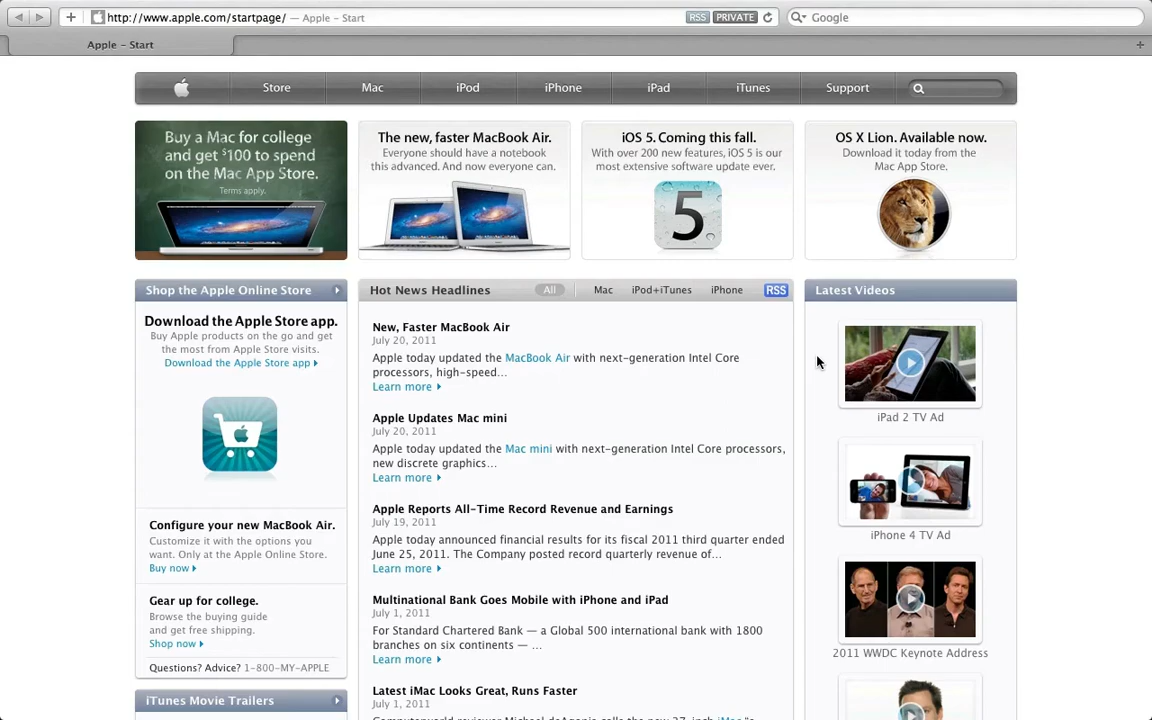 http://www.apple.com/startpage/ — Apple – Start
RSS
PRIVATE
Google
Apple – Start
Store
Mac
iPod
iPhone
iPad
iTunes
Support
Buy a Mac for college
and get $100 to spend
on the Mac App Store.
Terms apply.
The new, faster MacBook Air.
Everyone should have a notebook
this advanced. And now everyone can.
iOS 5. Coming this fall.
With over 200 new features, iOS 5 is our
most extensive software update ever.
5
OS X Lion. Available now.
Download it today from the
Mac App Store.
Shop the Apple Online Store
Download the Apple Store app.
Buy Apple products on the go and get
the most from Apple Store visits.
Download the Apple Store app
Configure your new MacBook Air.
Customize it with the options you
want. Only at the Apple Online Store.
Buy now
Gear up for college.
Browse the buying guide
and get free shipping.
Shop now
Questions? Advice? 1-800-MY-APPLE
iTunes Movie Trailers
Hot News Headlines
All
Mac
iPod+iTunes
iPhone
RSS
New, Faster MacBook Air
July 20, 2011
Apple today updated the MacBook Air with next-generation Intel Core
processors, high-speed...
Learn more
Apple Updates Mac mini
July 20, 2011
Apple today updated the Mac mini with next-generation Intel Core processors,
new discrete graphics...
Learn more
Apple Reports All-Time Record Revenue and Earnings
July 19, 2011
Apple today announced financial results for its fiscal 2011 third quarter ended
June 25, 2011. The Company posted record quarterly revenue of...
Learn more
Multinational Bank Goes Mobile with iPhone and iPad
July 1, 2011
For Standard Chartered Bank — a Global 500 international bank with 1800
branches on six continents — ...
Learn more
Latest iMac Looks Great, Runs Faster
July 1, 2011
Computerworld reviewer Michael deAgonia calls the new 27-inch iMac "a
Latest Videos
iPad 2 TV Ad
iPhone 4 TV Ad
2011 WWDC Keynote Address